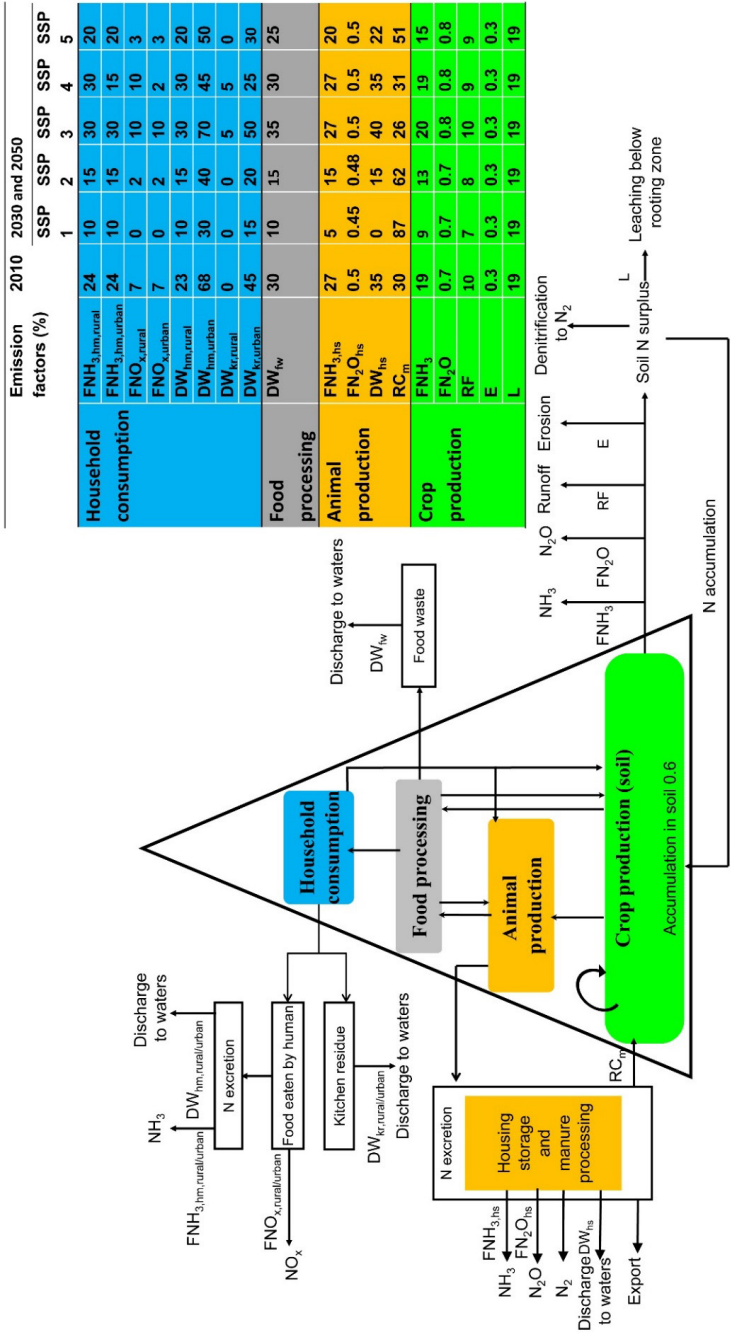 Emission 2010 2030 and 2050
factors (%) SSP SSP SSP SSP SSP
1 2 3 4 5
Household consumption
FNH3,hm,rural 24 10 15 30 30 20
FNH3,hm,urban 24 10 15 30 15 20
FNOx,rural 7 0 2 10 10 3
FNOx,urban 7 0 2 10 2 3
DWhm,rural 23 10 15 30 30 20
DWhm,urban 68 30 40 70 45 50
DWkr,rural 0 0 0 5 5 0
DWkr,urban 45 15 20 50 25 30
Food processing
DWfw 30 10 15 35 30 25
Animal production
FNH3,hs 27 5 15 27 27 20
FN2Ohs 0.5 0.45 0.48 0.5 0.5 0.5
DWhs 35 0 15 40 35 22
RCm 30 87 62 26 31 51
Crop production
FNH3 19 9 13 20 19 15
FN2O 0.7 0.7 0.7 0.8 0.8 0.8
RF 10 7 8 10 9 9
E 0.3 0.3 0.3 0.3 0.3 0.3
L 19 19 19 19 19 19
NH3
FNH3,hm,rural/urban
Discharge
to waters
DWhm,rural/urban
N excretion
NOx
FNOx,rural/urban
Food eaten by human
Kitchen residue
DWkr,rural/urban
Discharge to waters
Household
consumption
Food processing
Discharge to waters
DWfw
Food waste
Animal
production
Crop production (soil)
Accumulation in soil 0.6
N excretion
Housing
storage
and
manure
processing
NH3
FNH3,hs
N2O
FN2Ohs
N2
Discharge
to waters
DWhs
Export
RCm
NH3
FNH3
N2O
FN2O
Runoff
RF
Erosion
E
Soil N surplus
Denitrification
to N2
L
Leaching below
rooting zone
N accumulation